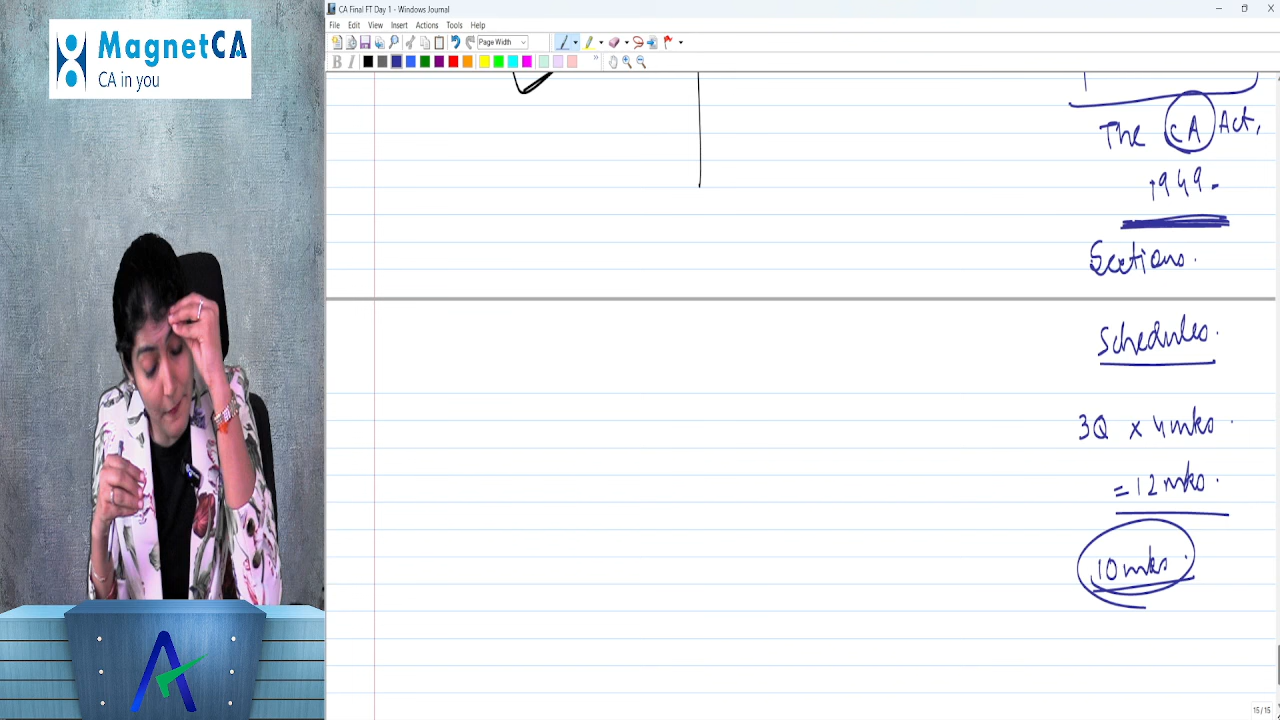 MagnetCA
CA in you
CA Final FT Day 1 - Windows Journal
File Edit View Insert Actions Tools Help
Page Width
B I
The CA Act,
1949.
Sections.
Schedules.
3Q × 4mks.
= 12 mks.
10 mks.
15/15